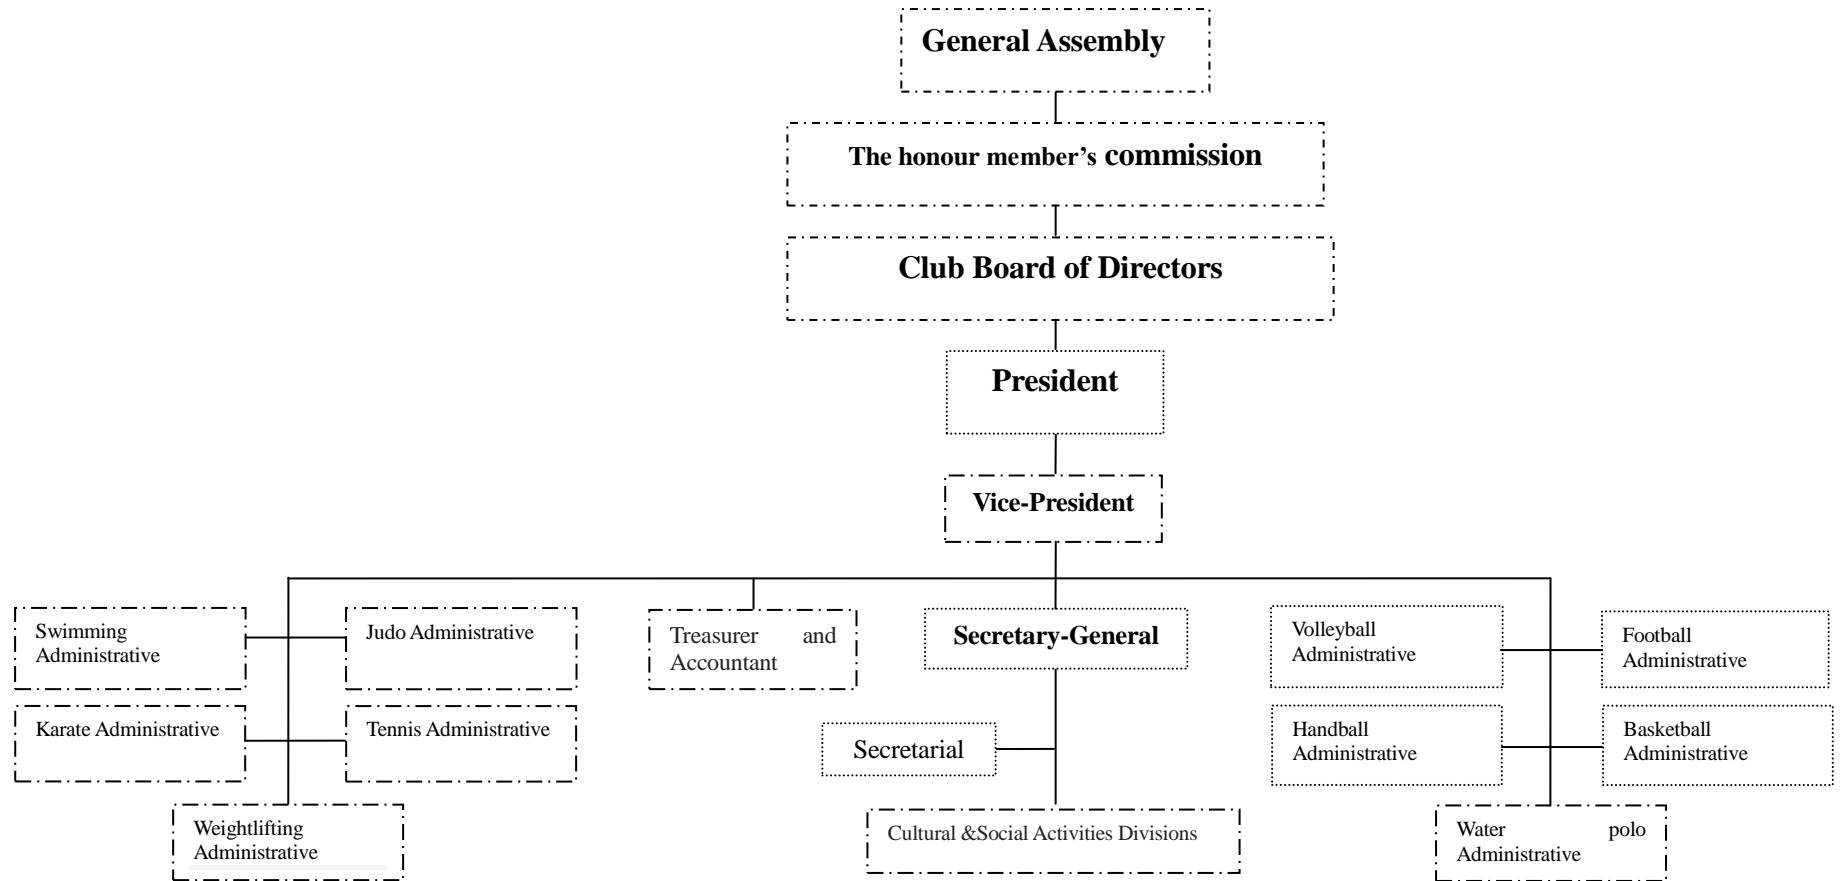 General Assembly
The honour member’s commission
Club Board of Directors
President
Vice-President
Swimming
Administrative
Judo Administrative
Treasurer and
Accountant
Secretary-General
Volleyball
Administrative
Football
Administrative
Karate Administrative
Tennis Administrative
Secretarial
Handball
Administrative
Basketball
Administrative
Weightlifting
Administrative
Cultural &Social Activities Divisions
Water polo
Administrative